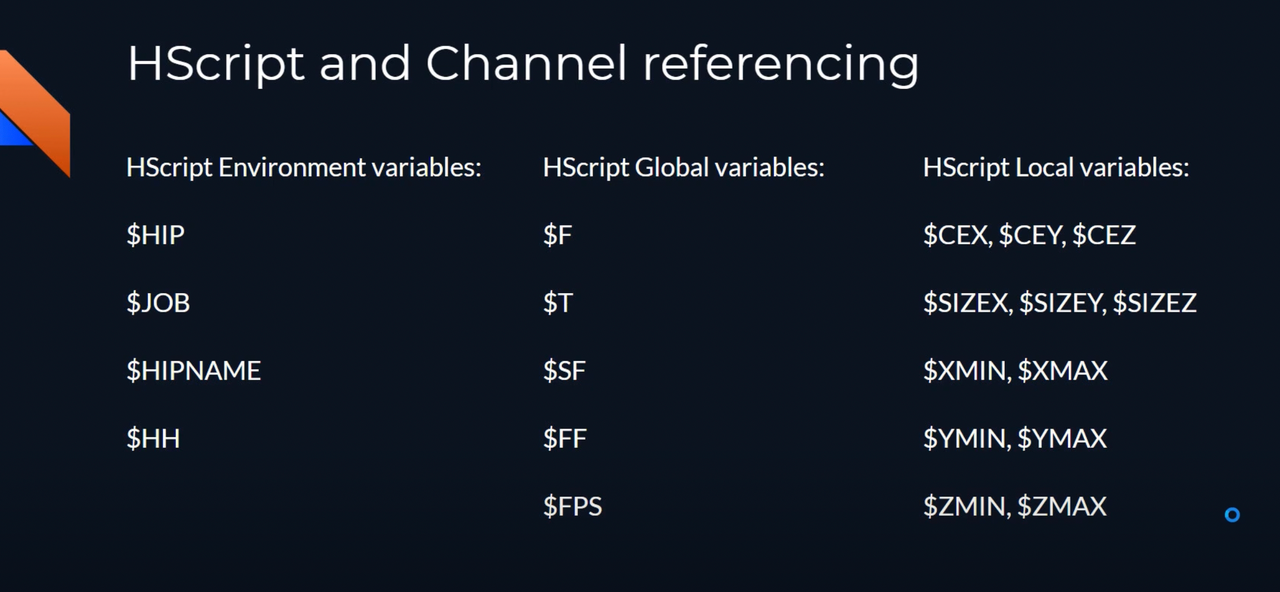 HScript and Channel referencing
HScript Environment variables:
$HIP
$JOB
$HIPNAME
$HH
HScript Global variables:
$F
$T
$SF
$FF
$FPS
HScript Local variables:
$CEX, $CEY, $CEZ
$SIZEX, $SIZEY, $SIZEZ
$XMIN, $XMAX
$YMIN, $YMAX
$ZMIN, $ZMAX